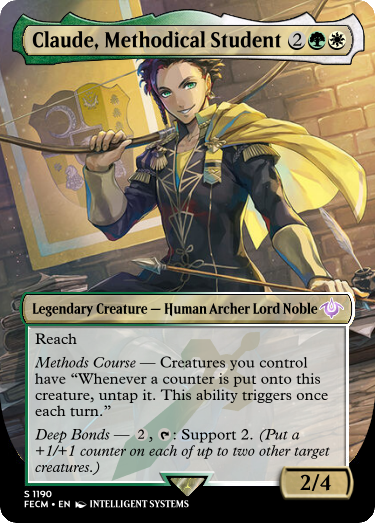 Claude, Methodical Student 2
Legendary Creature — Human Archer Lord Noble
Reach
Methods Course — Creatures you control
have “Whenever a counter is put onto this
creature, untap it. This ability triggers once
each turn.”
Deep Bonds — 2 , : Support 2. (Put a
+1/+1 counter on each of up to two other target
creatures.)
2/4
S 1190
FECM • EN INTELLIGENT SYSTEMS